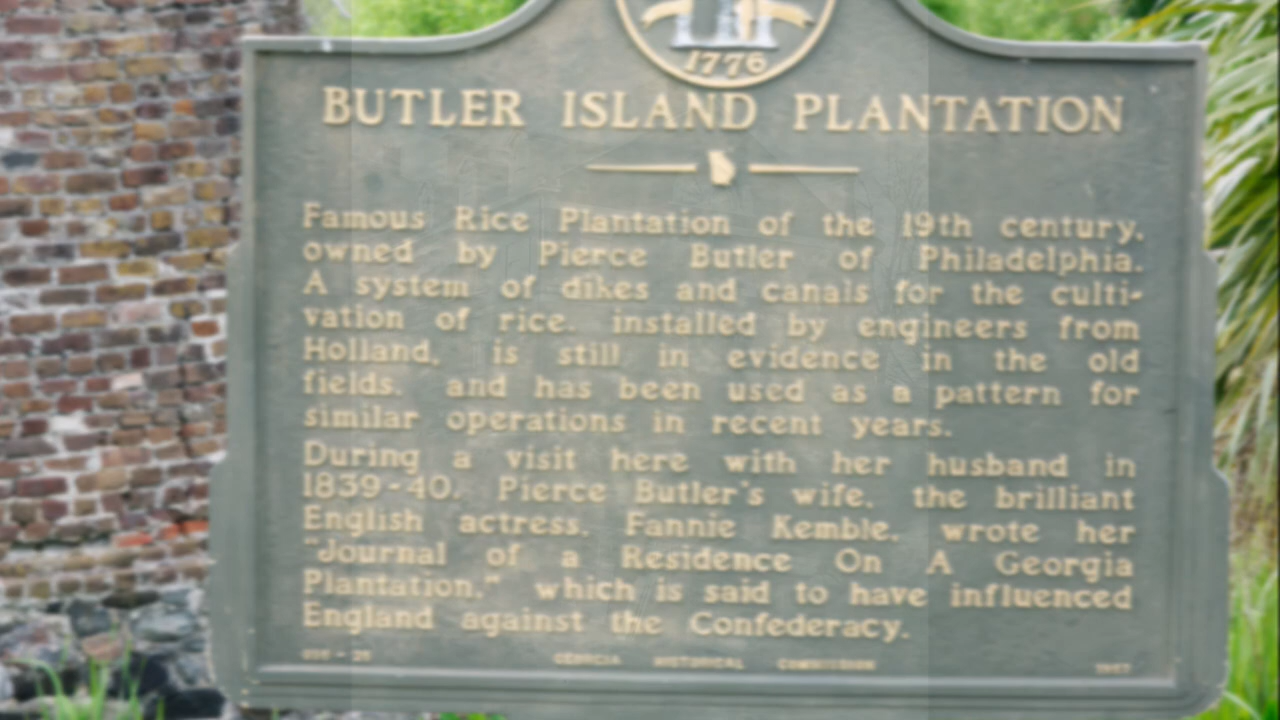 1776
BUTLER ISLAND PLANTATION
Famous Rice Plantation of the 19th century,
owned by Pierce Butler of Philadelphia.
A system of dikes and canals for the culti-
vation of rice, installed by engineers from
Holland, is still in evidence in the old
fields, and has been used as a pattern for
similar operations in recent years.
During a visit here with her husband in
1839-40, Pierce Butler's wife, the brilliant
English actress, Fannie Kemble, wrote her
"Journal of a Residence On A Georgia
Plantation," which is said to have influenced
England against the Confederacy.
GEORGIA HISTORICAL COMMISSION